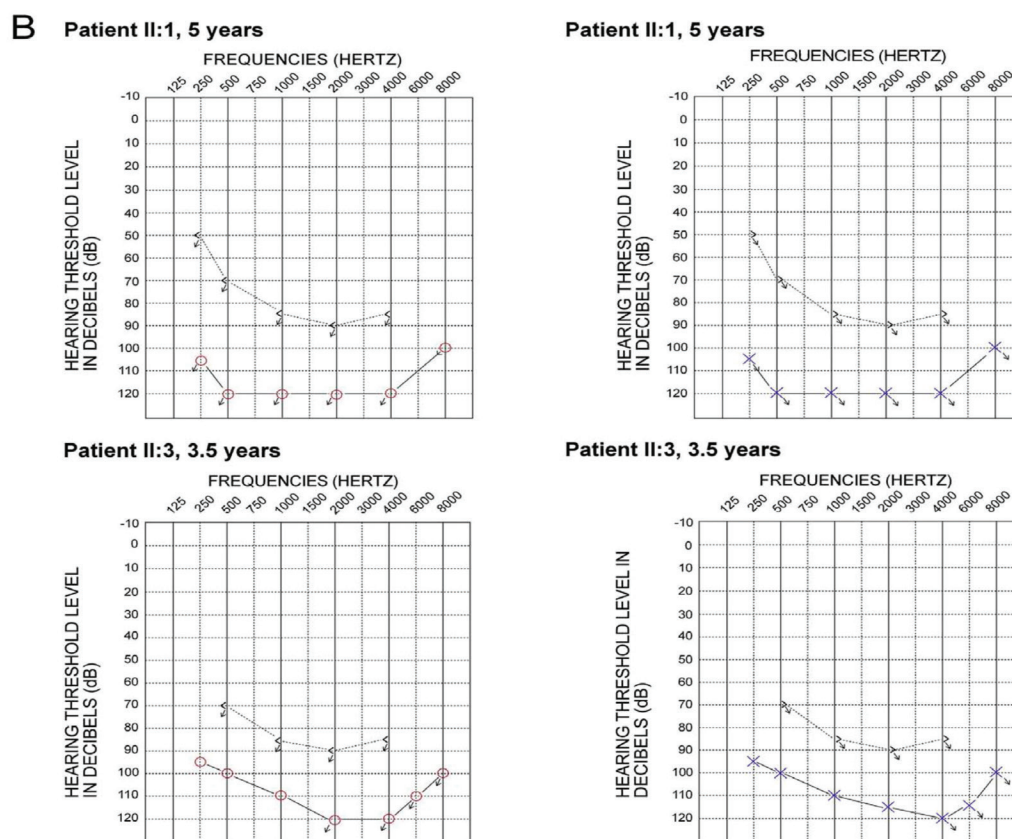 B
Patient II:1, 5 years
FREQUENCIES (HERTZ)
125 250 500 750 1000 1500 2000 3000 4000 6000 8000
HEARING THRESHOLD LEVEL
IN DECIBELS (dB)
-10
0
10
20
30
40
50
60
70
80
90
100
110
120
Patient II:1, 5 years
FREQUENCIES (HERTZ)
125 250 500 750 1000 1500 2000 3000 4000 6000 8000
HEARING THRESHOLD LEVEL
IN DECIBELS (dB)
-10
0
10
20
30
40
50
60
70
80
90
100
110
120
Patient II:3, 3.5 years
FREQUENCIES (HERTZ)
125 250 500 750 1000 1500 2000 3000 4000 6000 8000
HEARING THRESHOLD LEVEL
IN DECIBELS (dB)
-10
0
10
20
30
40
50
60
70
80
90
100
110
120
Patient II:3, 3.5 years
FREQUENCIES (HERTZ)
125 250 500 750 1000 1500 2000 3000 4000 6000 8000
HEARING THRESHOLD LEVEL IN
DECIBELS (dB)
-10
0
10
20
30
40
50
60
70
80
90
100
110
120